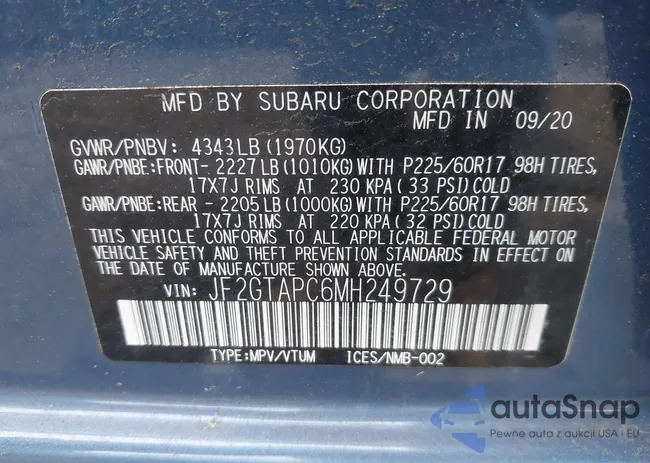 MFD BY SUBARU CORPORATION
MFD IN 09/20
GVWR/PNBV: 4343LB (1970KG)
GAWR/PNBE:FRONT- 2227LB(1010KG)WITH P225/60R17 98H TIRES,
17X7J RIMS AT 230 KPA( 33 PSI)COLD
GAWR/PNBE:REAR - 2205LB(1000KG)WITH P225/60R17 98H TIRES,
17X7J RIMS AT 220 KPA( 32 PSI)COLD
THIS VEHICLE CONFORMS TO ALL APPLICABLE FEDERAL MOTOR
VEHICLE SAFETY AND THEFT PREVENTION STANDARDS IN EFFECT ON
THE DATE OF MANUFACTURE SHOWN ABOVE.
VIN: JF2GTAPC6MH249729
TYPE:MPV/VTUM ICES/NMB-002
autaSnap
Pewne auta z aukcji USA i EU